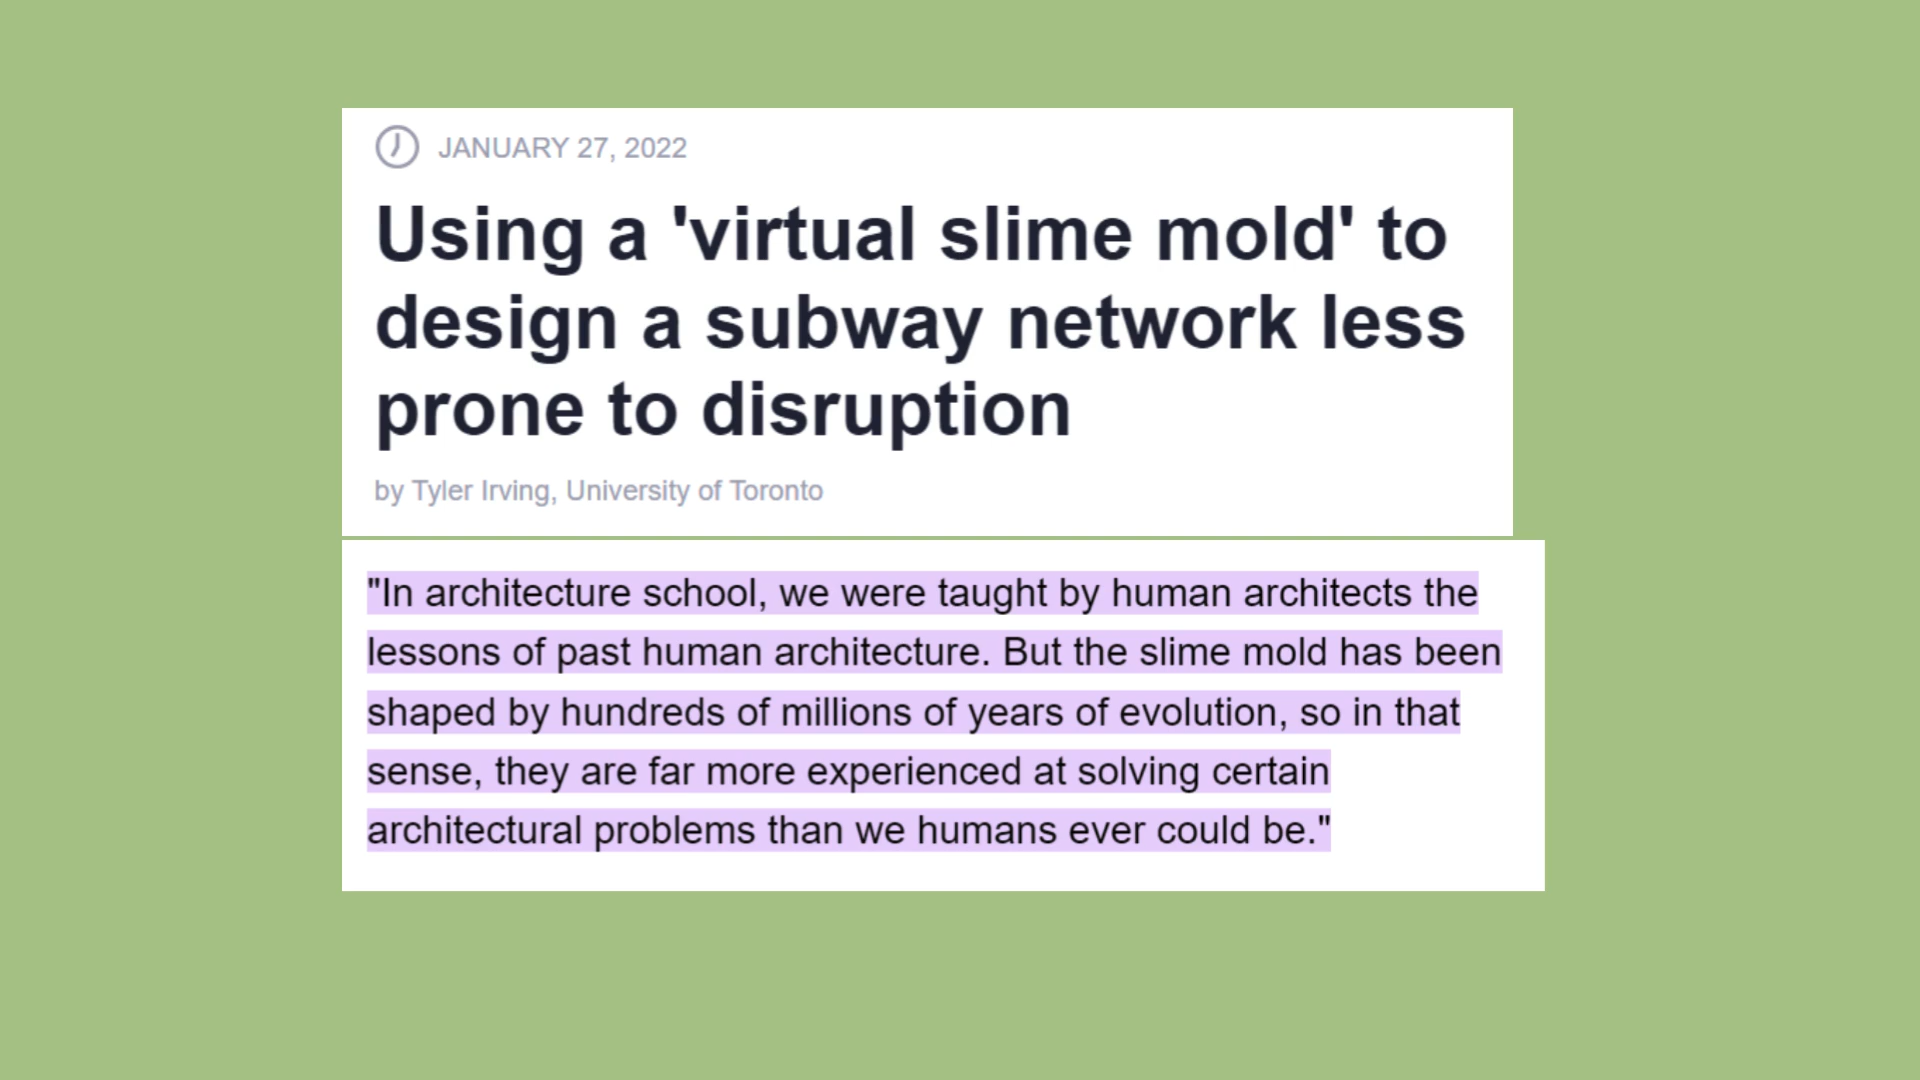 JANUARY 27, 2022
Using a 'virtual slime mold' to
design a subway network less
prone to disruption
by Tyler Irving, University of Toronto
"In architecture school, we were taught by human architects the
lessons of past human architecture. But the slime mold has been
shaped by hundreds of millions of years of evolution, so in that
sense, they are far more experienced at solving certain
architectural problems than we humans ever could be."